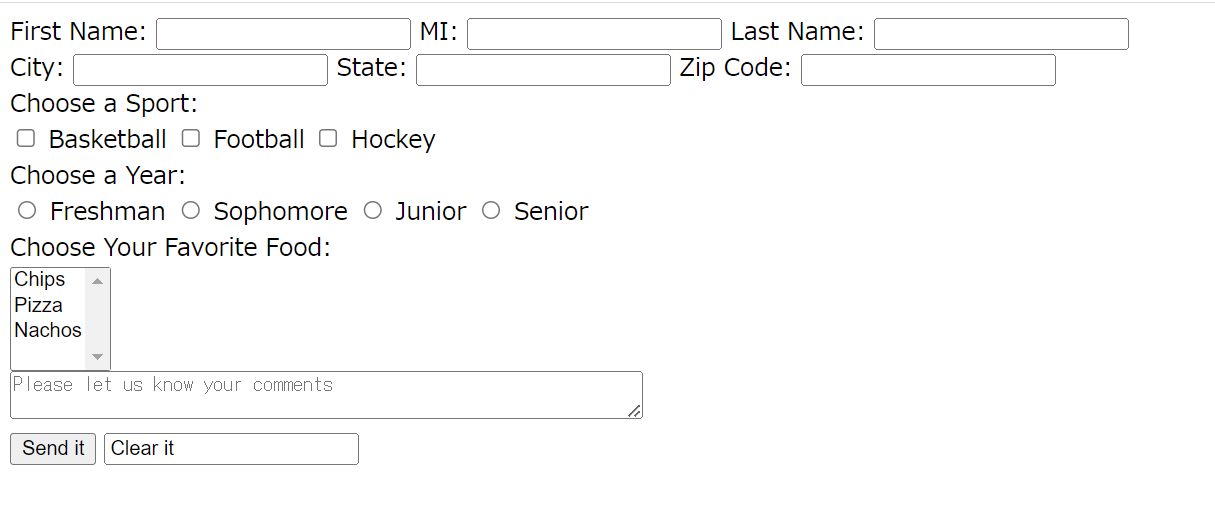 First Name: MI: Last Name:
City: State: Zip Code:
Choose a Sport:
Basketball Football Hockey
Choose a Year:
Freshman Sophomore Junior Senior
Choose Your Favorite Food:
Chips
Pizza
Nachos
Please let us know your comments
Send it Clear it